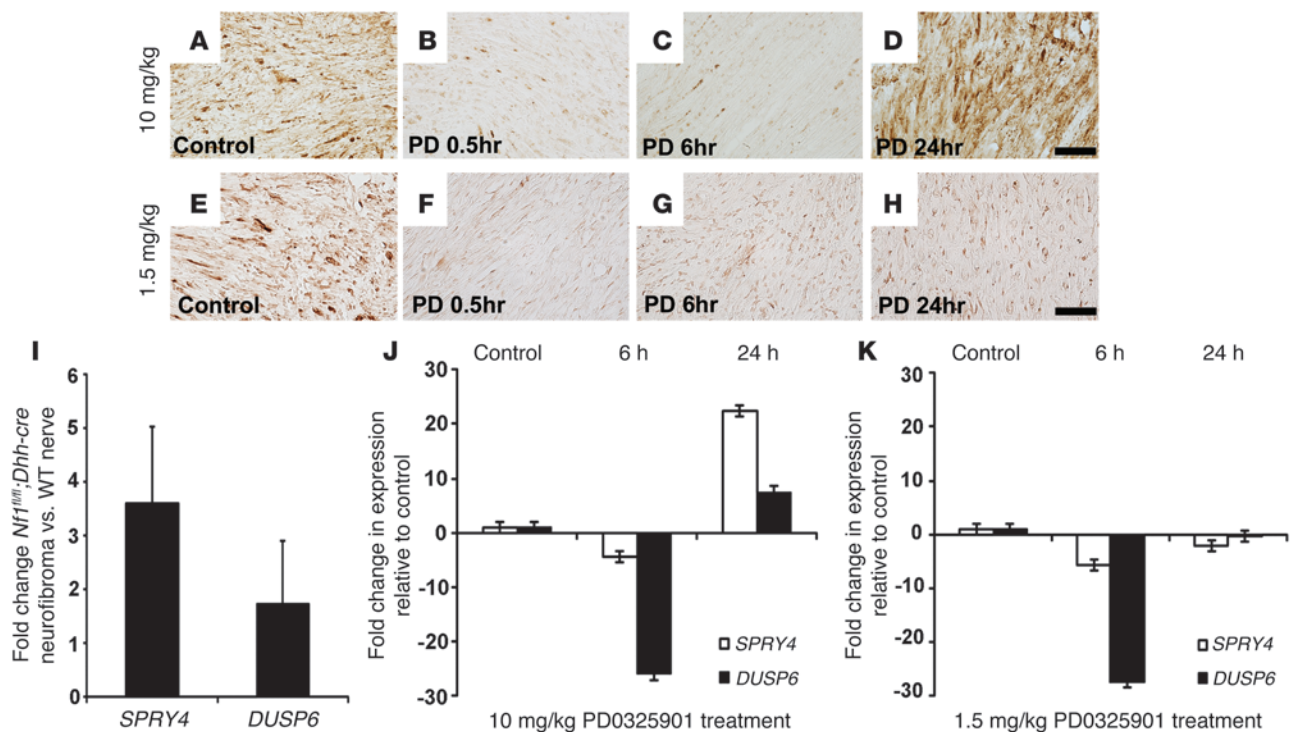 10 mg/kg
A
Control
B
PD 0.5hr
C
PD 6hr
D
PD 24hr
1.5 mg/kg
E
Control
F
PD 0.5hr
G
PD 6hr
H
PD 24hr
I
Fold change Nf1fl/fl;Dhh-cre
neurofibroma vs. WT nerve
6
5
4
3
2
1
0
SPRY4
DUSP6
J
Control
6 h
24 h
Fold change in expression
relative to control
30
20
10
0
-10
-20
-30
SPRY4
DUSP6
10 mg/kg PD0325901 treatment
K
Control
6 h
24 h
Fold change in expression
relative to control
30
20
10
0
-10
-20
-30
SPRY4
DUSP6
1.5 mg/kg PD0325901 treatment